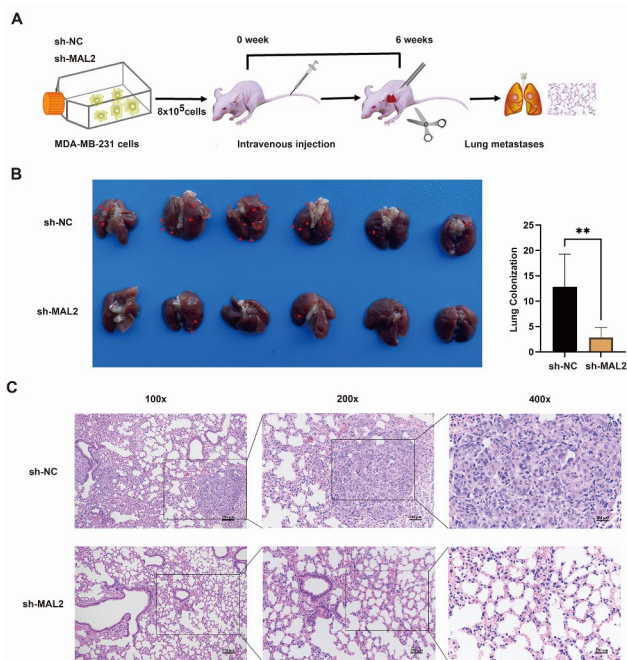 A
sh-NC
sh-MAL2
0 week
6 weeks
8x10⁵cells
MDA-MB-231 cells
Intravenous injection
Lung metastases
B
sh-NC
sh-MAL2
Lung Colonization
25
20
15
10
5
0
**
sh-NC
sh-MAL2
C
100x
200x
400x
sh-NC
sh-MAL2